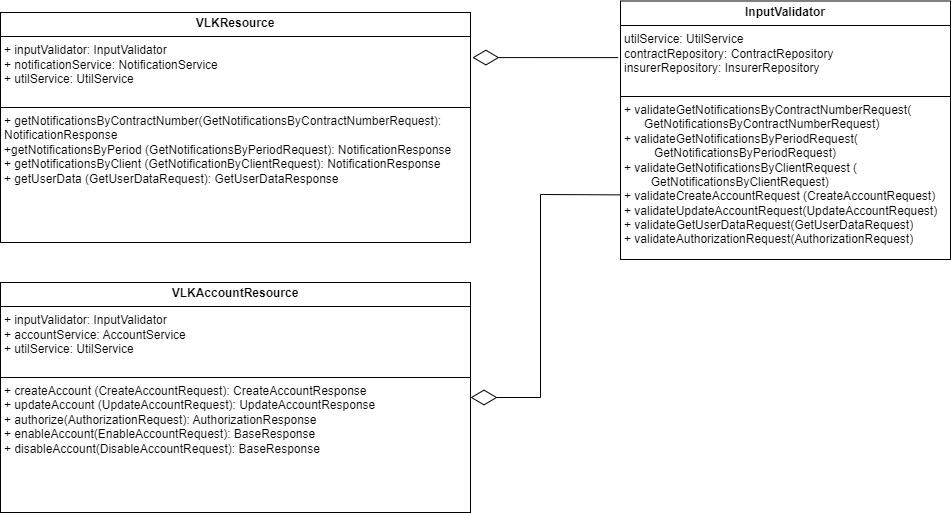 VLKResource
+ inputValidator: InputValidator
+ notificationService: NotificationService
+ utilService: UtilService
+ getNotificationsByContractNumber(GetNotificationsByContractNumberRequest):
NotificationResponse
+getNotificationsByPeriod (GetNotificationsByPeriodRequest): NotificationResponse
+ getNotificationsByClient (GetNotificationByClientRequest): NotificationResponse
+ getUserData (GetUserDataRequest): GetUserDataResponse
InputValidator
utilService: UtilService
contractRepository: ContractRepository
insurerRepository: InsurerRepository
+ validateGetNotificationsByContractNumberRequest(
GetNotificationsByContractNumberRequest)
+ validateGetNotificationsByPeriodRequest(
GetNotificationsByPeriodRequest)
+ validateGetNotificationsByClientRequest (
GetNotificationsByClientRequest)
+ validateCreateAccountRequest (CreateAccountRequest)
+ validateUpdateAccountRequest(UpdateAccountRequest)
+ validateGetUserDataRequest(GetUserDataRequest)
+ validateAuthorizationRequest(AuthorizationRequest)
VLKAccountResource
+ inputValidator: InputValidator
+ accountService: AccountService
+ utilService: UtilService
+ createAccount (CreateAccountRequest): CreateAccountResponse
+ updateAccount (UpdateAccountRequest): UpdateAccountResponse
+ authorize(AuthorizationRequest): AuthorizationResponse
+ enableAccount(EnableAccountRequest): BaseResponse
+ disableAccount(DisableAccountRequest): BaseResponse